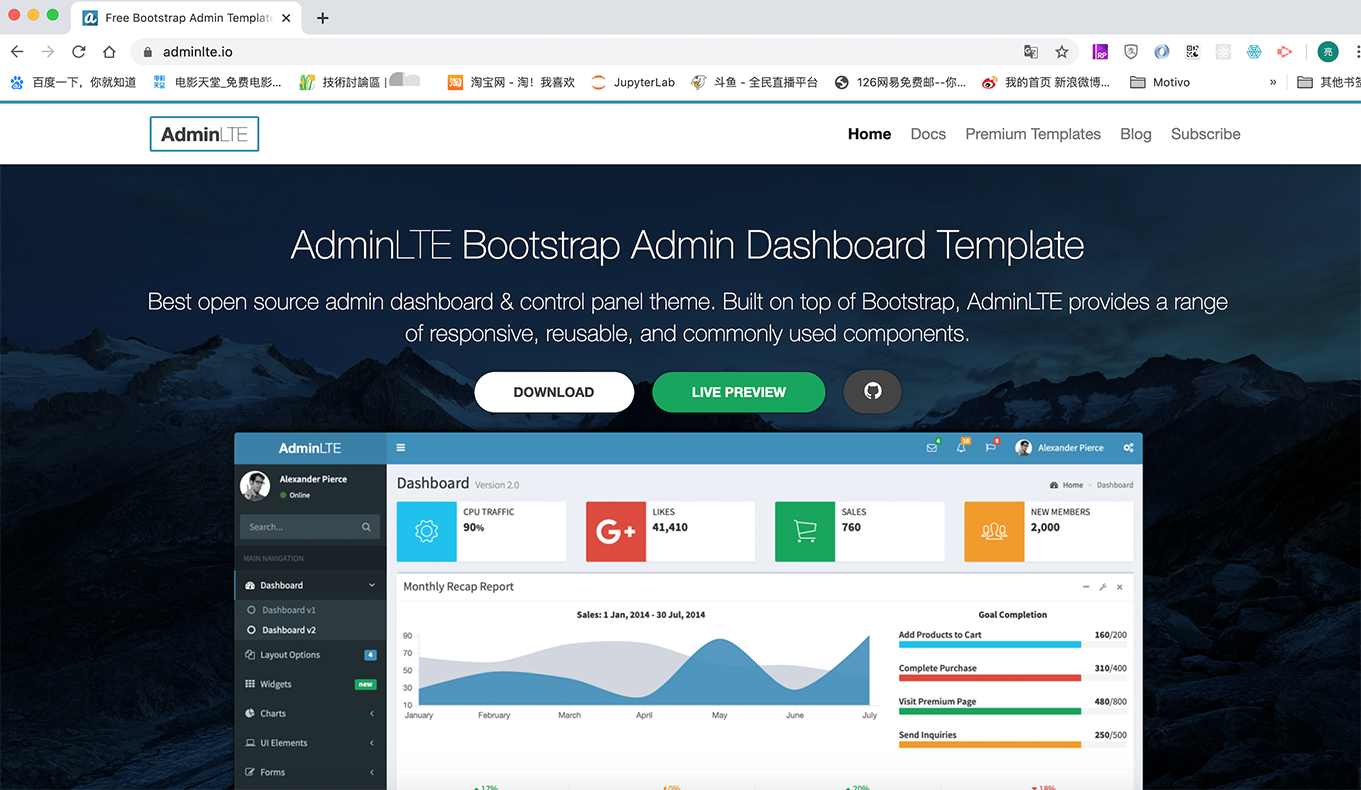 Free Bootstrap Admin Templat
adminlte.io
RP
亮
百度一下，你就知道
电影天堂_免费电影...
技術討論區 |
淘宝网 - 淘！我喜欢
JupyterLab
斗鱼 - 全民直播平台
126网易免费邮--你...
我的首页 新浪微博...
Motivo
»
其他书签
AdminLTE
Home
Docs
Premium Templates
Blog
Subscribe
AdminLTE Bootstrap Admin Dashboard Template
Best open source admin dashboard & control panel theme. Built on top of Bootstrap, AdminLTE provides a range
of responsive, reusable, and commonly used components.
DOWNLOAD
LIVE PREVIEW
AdminLTE
4
10
9
Alexander Pierce
Alexander Pierce
Online
Search...
MAIN NAVIGATION
Dashboard
Dashboard v1
Dashboard v2
Layout Options
4
Widgets
new
Charts
UI Elements
Forms
Dashboard Version 2.0
Home > Dashboard
CPU TRAFFIC
90%
G+
LIKES
41,410
SALES
760
NEW MEMBERS
2,000
Monthly Recap Report
Sales: 1 Jan, 2014 - 30 Jul, 2014
90
70
50
30
10
January
February
March
April
May
June
July
Goal Completion
Add Products to Cart
160/200
Complete Purchase
310/400
Visit Premium Page
480/800
Send Inquiries
250/500
17%
0%
20%
18%